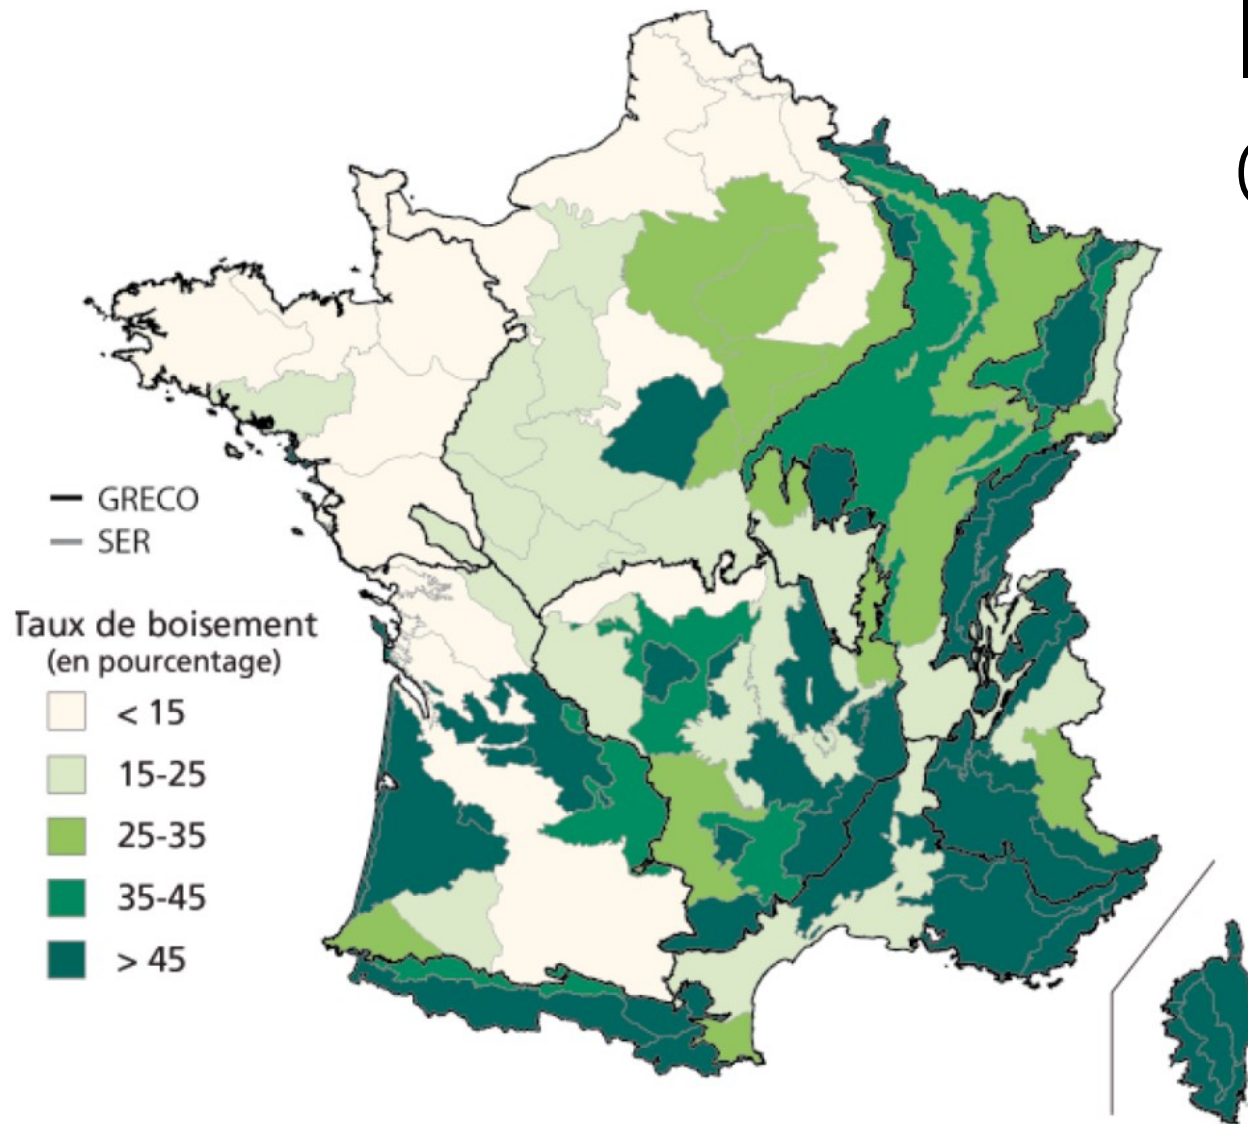 GRECO
SER
Taux de boisement
(en pourcentage)
< 15
15-25
25-35
35-45
> 45